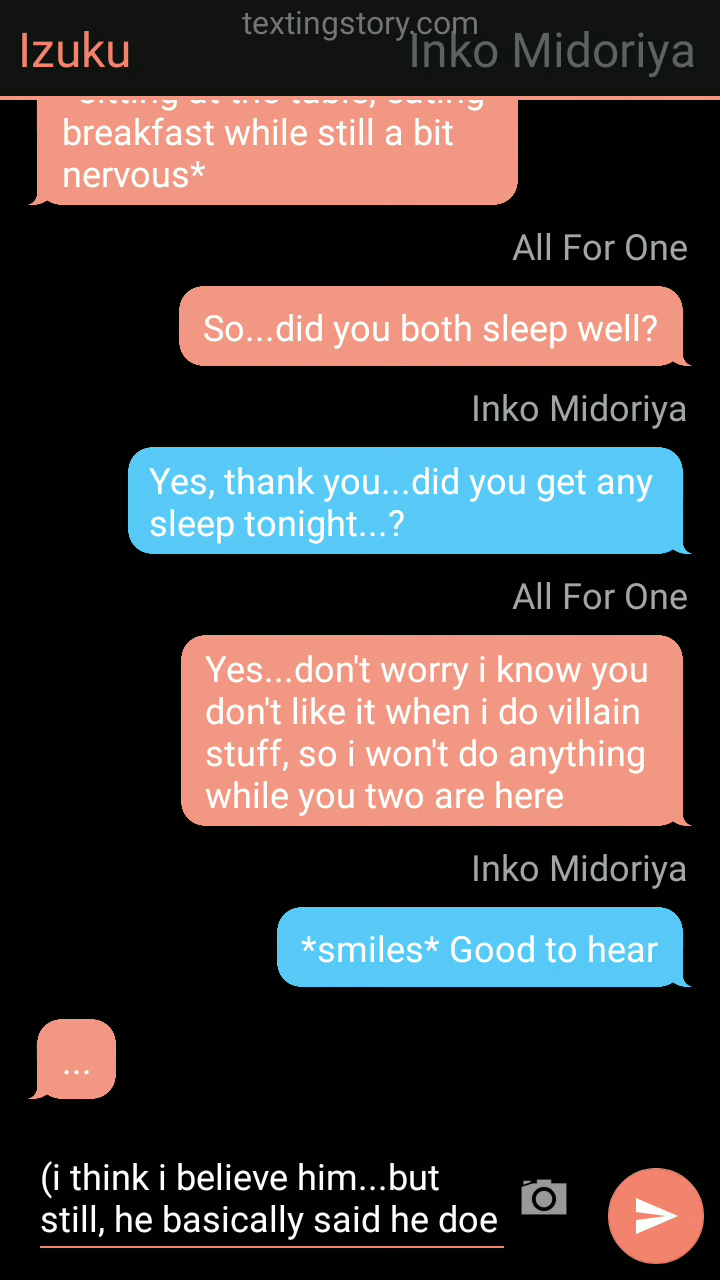 textingstory.com
Izuku
Inko Midoriya
breakfast while still a bit
nervous*
All For One
So...did you both sleep well?
Inko Midoriya
Yes, thank you...did you get any
sleep tonight...?
All For One
Yes...don't worry i know you
don't like it when i do villain
stuff, so i won't do anything
while you two are here
Inko Midoriya
*smiles* Good to hear
...
(i think i believe him...but
still, he basically said he doe